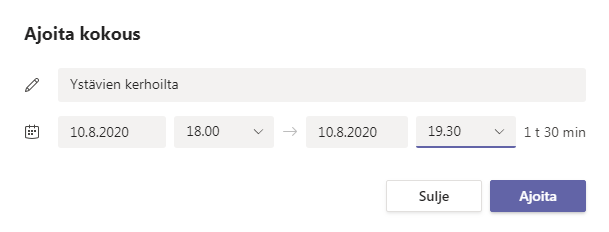 Ajoita kokous
Ystävien kerhoilta
10.8.2020 18.00 10.8.2020 19.30 1 t 30 min
Sulje Ajoita